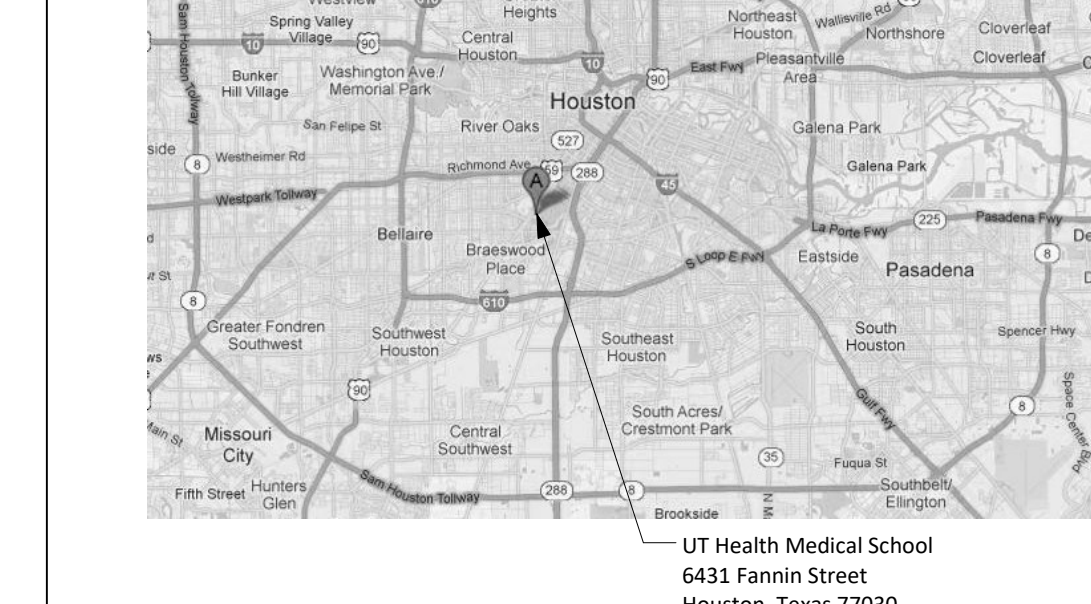 Sam Houston Tollway
Spring Valley
Village
10
90
Heights
Central
Houston
Northeast
Houston
Wallisville Rd
Northshore
Cloverleaf
Bunker
Hill Village
Washington Ave./
Memorial Park
10
90
East Fwy
Pleasantville
Area
Cloverleaf
Houston
San Felipe St
River Oaks
527
Galena Park
8
Westheimer Rd
Richmond Ave
59
288
A
45
Galena Park
Westpark Tollway
Bellaire
Braeswood
Place
S Loop E Fwy
La Porte Fwy
225
Pasadena Fwy
Eastside
Pasadena
8
8
610
Greater Fondren
Southwest
Southwest
Houston
Southeast
Houston
South
Houston
Spencer Hwy
90
South Acres/
Crestmont Park
Gulf Fwy
8
Main St
Missouri
City
Central
Southwest
35
Fuqua St
Fifth Street
Hunters
Glen
Sam Houston Tollway
288
8
Southbelt/
Ellington
Brookside
UT Health Medical School
6431 Fannin Street
Houston, Texas 77030